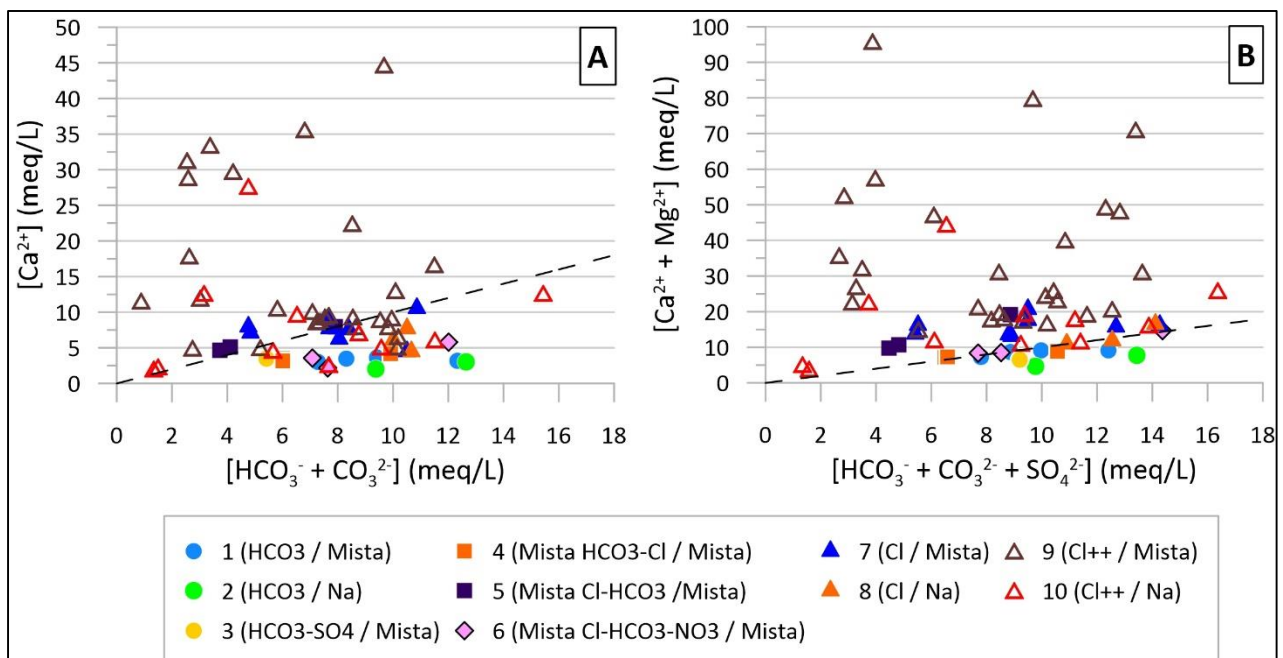 A
[Ca²⁺] (meq/L)
50
45
40
35
30
25
20
15
10
5
0
0 2 4 6 8 10 12 14 16 18
[HCO₃⁻ + CO₃²⁻] (meq/L)
B
[Ca²⁺ + Mg²⁺] (meq/L)
100
90
80
70
60
50
40
30
20
10
0
0 2 4 6 8 10 12 14 16 18
[HCO₃⁻ + CO₃²⁻ + SO₄²⁻] (meq/L)
1 (HCO3 / Mista)
2 (HCO3 / Na)
3 (HCO3-SO4 / Mista)
4 (Mista HCO3-Cl / Mista)
5 (Mista Cl-HCO3 /Mista)
6 (Mista Cl-HCO3-NO3 / Mista)
7 (Cl / Mista)
8 (Cl / Na)
9 (Cl++ / Mista)
10 (Cl++ / Na)